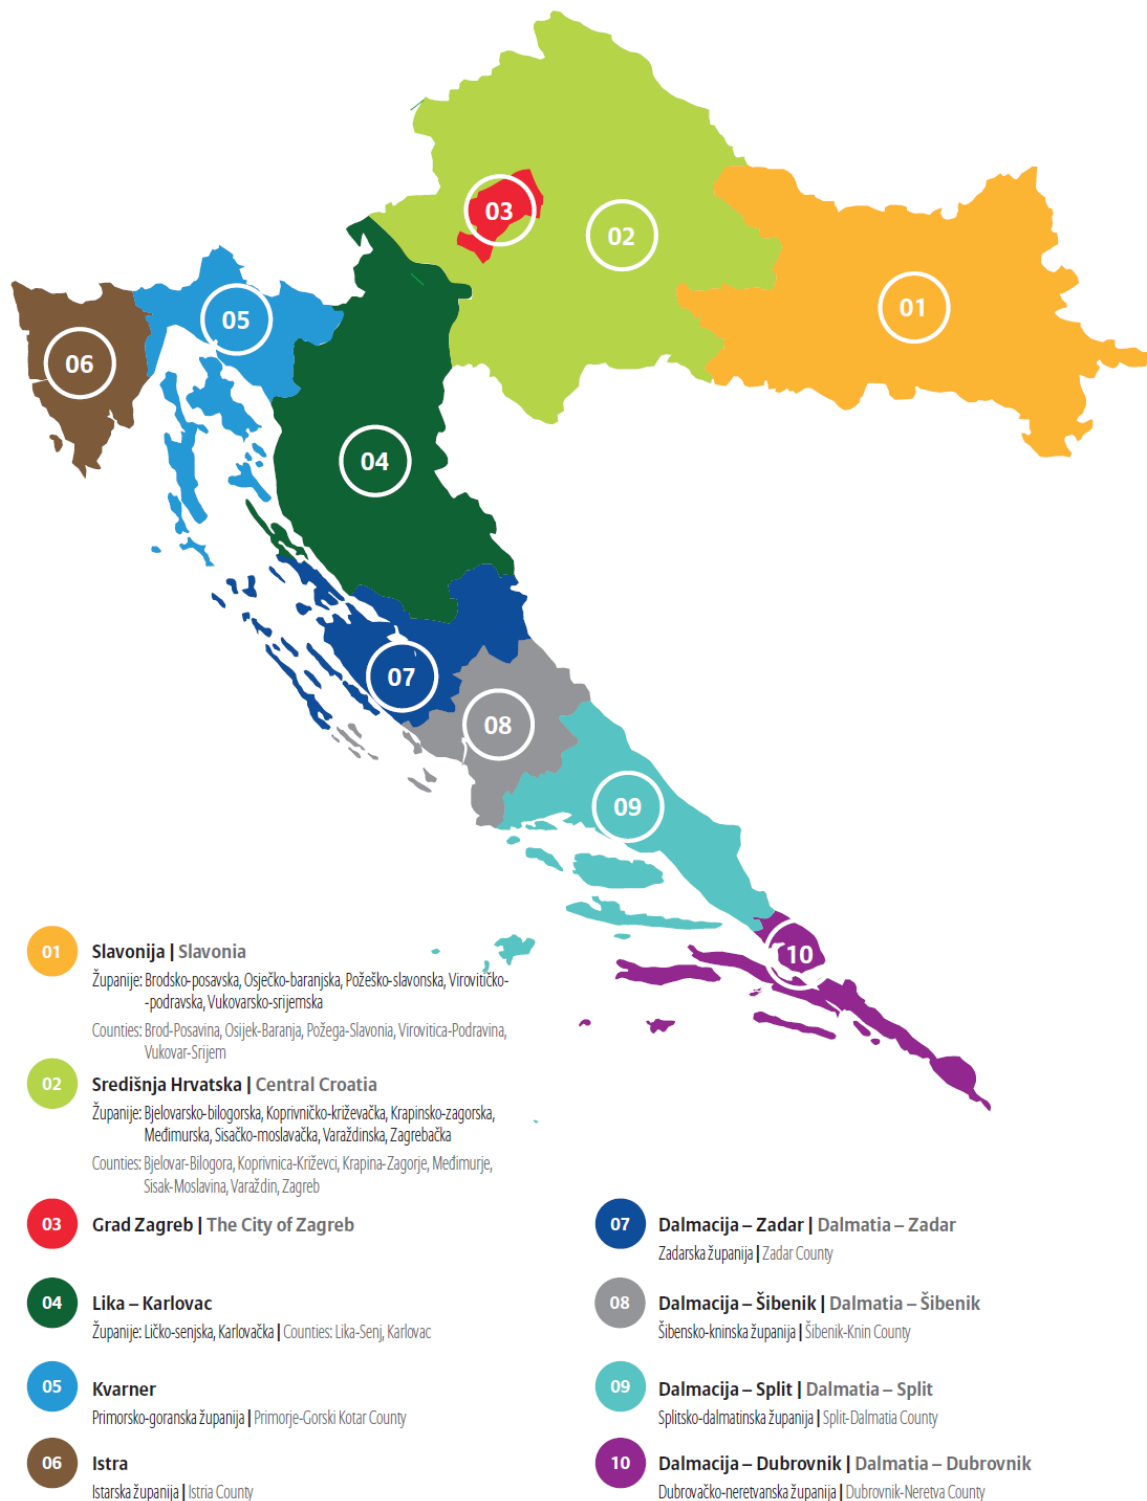 03
02
01
05
06
04
07
08
09
10
01 Slavonija | Slavonia
Županije: Brodsko-posavska, Osječko-baranjska, Požeško-slavonska, Virovitičko-
-podravska, Vukovarsko-srijemska
Counties: Brod-Posavina, Osijek-Baranja, Požega-Slavonia, Virovitica-Podravina,
Vukovar-Srijem
02 Središnja Hrvatska | Central Croatia
Županije: Bjelovarsko-bilogorska, Koprivničko-križevačka, Krapinsko-zagorska,
Međimurska, Sisačko-moslavačka, Varaždinska, Zagrebačka
Counties: Bjelovar-Bilogora, Koprivnica-Križevci, Krapina-Zagorje, Međimurje,
Sisak-Moslavina, Varaždin, Zagreb
03 Grad Zagreb | The City of Zagreb
04 Lika – Karlovac
Županije: Ličko-senjska, Karlovačka | Counties: Lika-Senj, Karlovac
05 Kvarner
Primorsko-goranska županija | Primorje-Gorski Kotar County
06 Istra
Istarska županija | Istria County
07 Dalmacija – Zadar | Dalmatia – Zadar
Zadarska županija | Zadar County
08 Dalmacija – Šibenik | Dalmatia – Šibenik
Šibensko-kninska županija | Šibenik-Knin County
09 Dalmacija – Split | Dalmatia – Split
Splitsko-dalmatinska županija | Split-Dalmatia County
10 Dalmacija – Dubrovnik | Dalmatia – Dubrovnik
Dubrovačko-neretvanska županija | Dubrovnik-Neretva County